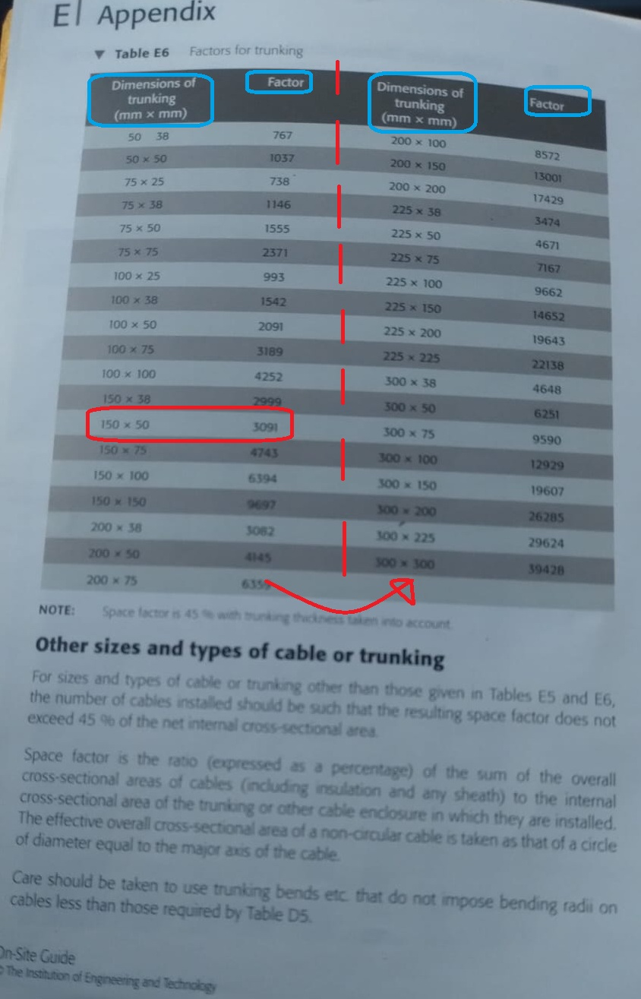 E| Appendix
▼ Table E6 Factors for trunking
Dimensions of trunking (mm × mm) Factor Dimensions of trunking (mm × mm) Factor
50 38 767 200 × 100 8572
50 × 50 1037 200 × 150 13001
75 × 25 738 200 × 200 17429
75 × 38 1146 225 × 38 3474
75 × 50 1555 225 × 50 4671
75 × 75 2371 225 × 75 7167
100 × 25 993 225 × 100 9662
100 × 38 1542 225 × 150 14652
100 × 50 2091 225 × 200 19643
100 × 75 3189 225 × 225 22138
100 × 100 4252 300 × 38 4648
150 × 38 2999 300 × 50 6251
150 × 50 3091 300 × 75 9590
150 × 75 4743 300 × 100 12929
150 × 100 6394 300 × 150 19607
150 × 150 9697 300 × 200 26285
200 × 38 3082 300 × 225 29624
200 × 50 4145 300 × 300 39428
200 × 75 6359
NOTE: Space factor is 45 % with trunking thickness taken into account.
Other sizes and types of cable or trunking
For sizes and types of cable or trunking other than those given in Tables E5 and E6,
the number of cables installed should be such that the resulting space factor does not
exceed 45 % of the net internal cross-sectional area.
Space factor is the ratio (expressed as a percentage) of the sum of the overall
cross-sectional areas of cables (including insulation and any sheath) to the internal
cross-sectional area of the trunking or other cable enclosure in which they are installed.
The effective overall cross-sectional area of a non-circular cable is taken as that of a circle
of diameter equal to the major axis of the cable.
Care should be taken to use trunking bends etc. that do not impose bending radii on
cables less than those required by Table D5.
On-Site Guide
© The Institution of Engineering and Technology